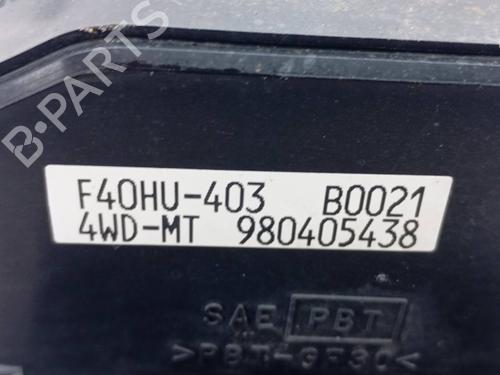 B-PARTS
F40HU-403 B0021
4WD-MT 980405438
SAE PBT
>PBT-GF30<